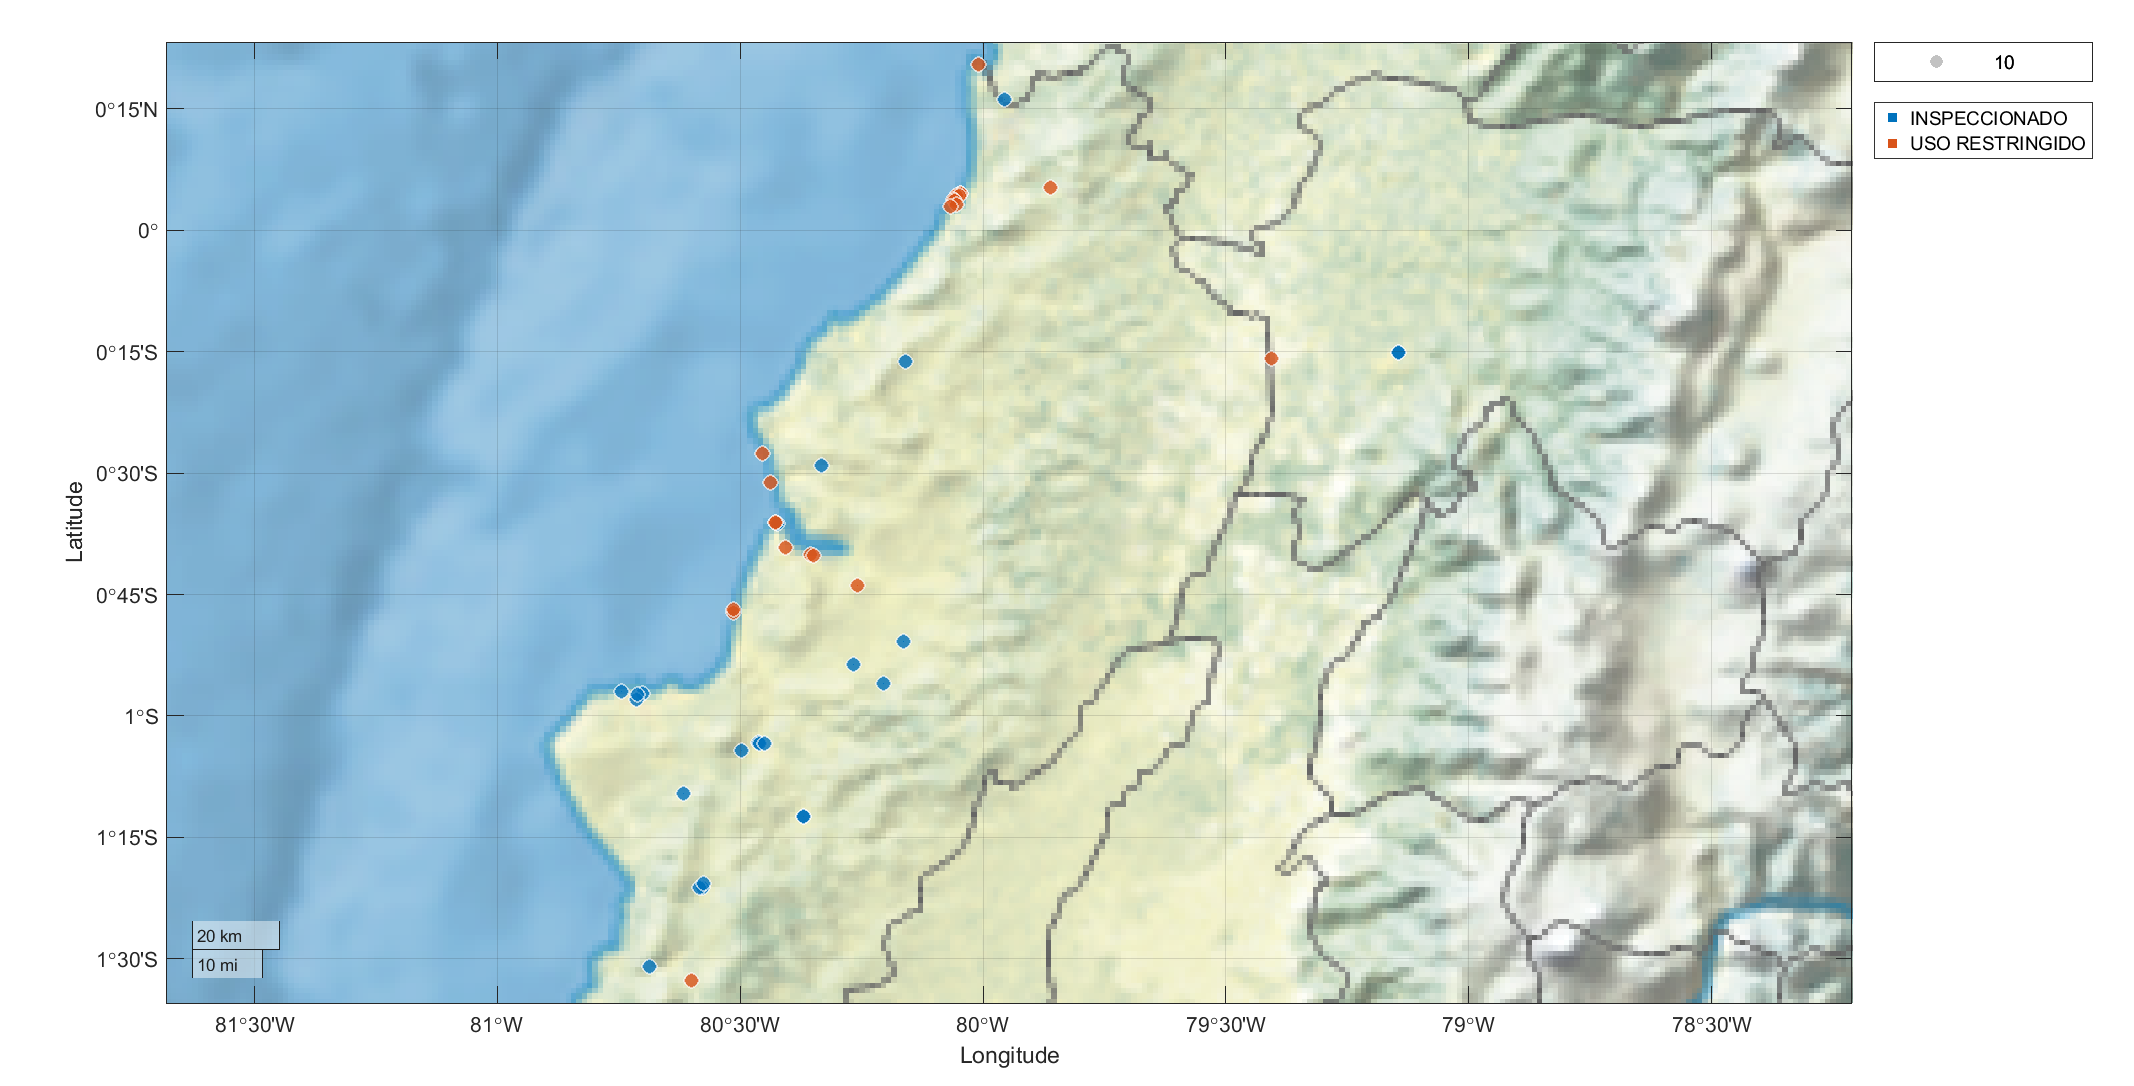 10
INSPECCIONADO
USO RESTRINGIDO
0°15'N
0°
0°15'S
0°30'S
0°45'S
1°S
1°15'S
1°30'S
Latitude
20 km
10 mi
81°30'W 81°W 80°30'W 80°W 79°30'W 79°W 78°30'W
Longitude